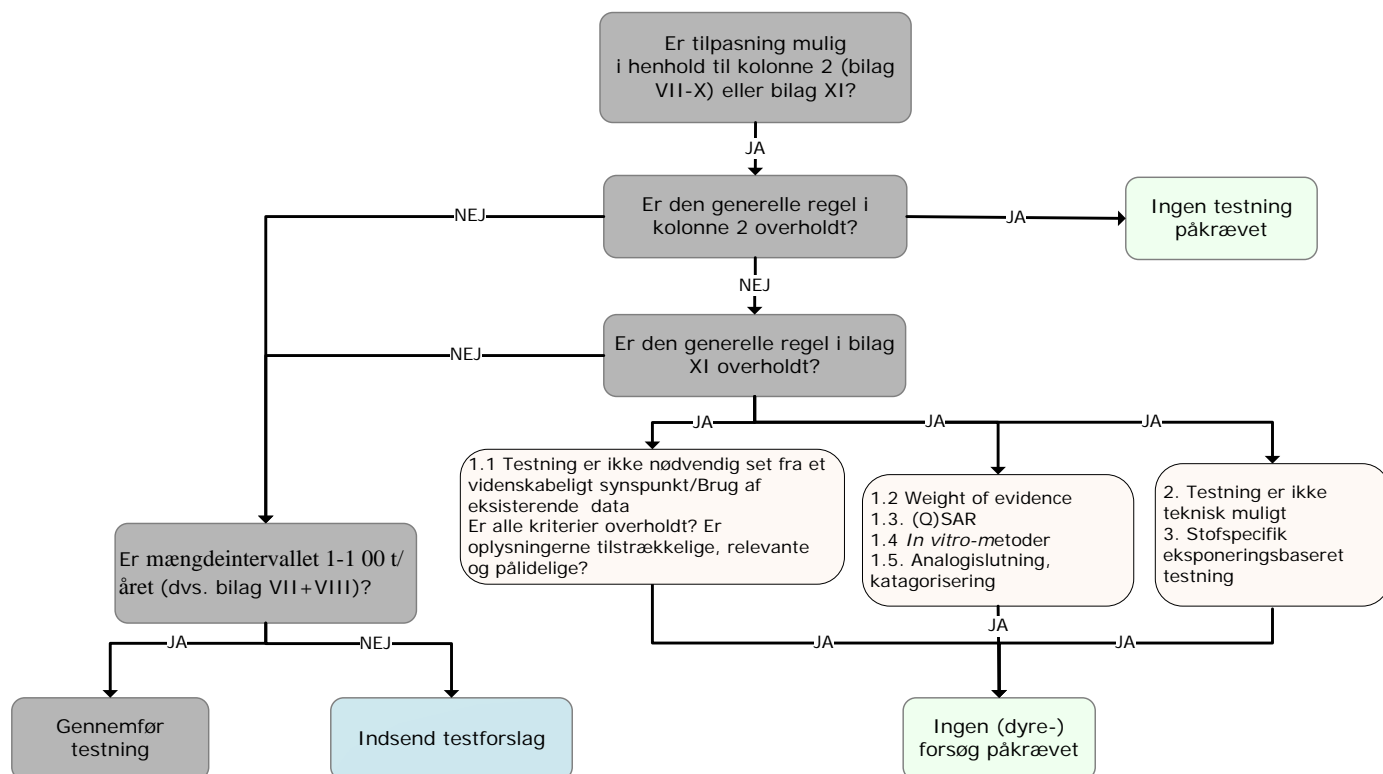 Er tilpasning mulig
i henhold til kolonne 2 (bilag
VII-X) eller bilag XI?
JA
NEJ
Er den generelle regel i
kolonne 2 overholdt?
JA
Ingen testning
påkrævet
NEJ
NEJ
Er den generelle regel i bilag
XI overholdt?
JA
JA
JA
1.1 Testning er ikke nødvendig set fra et
videnskabeligt synspunkt/Brug af
eksisterende data
Er alle kriterier overholdt? Er
oplysningerne tilstrækkelige, relevante
og pålidelige?
1.2 Weight of evidence
1.3. (Q)SAR
1.4 In vitro-metoder
1.5. Analogislutning,
katagorisering
2. Testning er ikke
teknisk muligt
3. Stofspecifik
eksponeringsbaseret
testning
Er mængdeintervallet 1-1 00 t/
året (dvs. bilag VII+VIII)?
JA
NEJ
JA
JA
JA
Gennemfør
testning
Indsend testforslag
Ingen (dyre-)
forsøg påkrævet